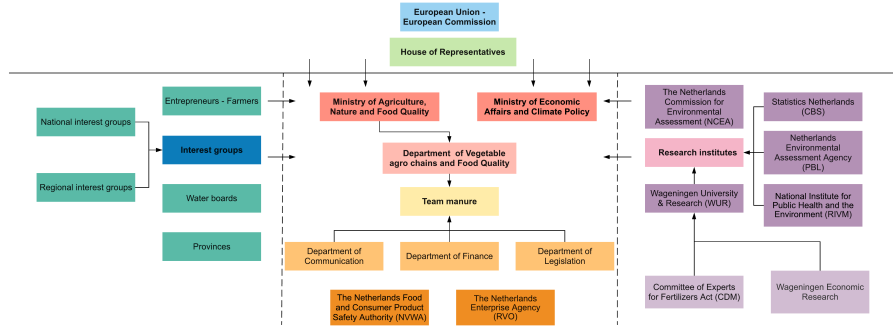 European Union -
European Commission
House of Representatives
Entrepreneurs - Farmers
National interest groups
Interest groups
Regional interest groups
Water boards
Provinces
Ministry of Agriculture,
Nature and Food Quality
Ministry of Economic
Affairs and Climate Policy
Department of Vegetable
agro chains and Food Quality
Team manure
Department of
Communication
Department of Finance
Department of
Legislation
The Netherlands Food
and Consumer Product
Safety Authority (NVWA)
The Netherlands
Enterprise Agency
(RVO)
The Netherlands
Commission for
Environmental
Assessment (NCEA)
Research institutes
Wageningen University
& Research (WUR)
Statistics Netherlands
(CBS)
Netherlands
Environmental
Assessment Agency
(PBL)
National Institute for
Public Health and the
Environment (RIVM)
Committee of Experts
for Fertilizers Act (CDM)
Wageningen Economic
Research